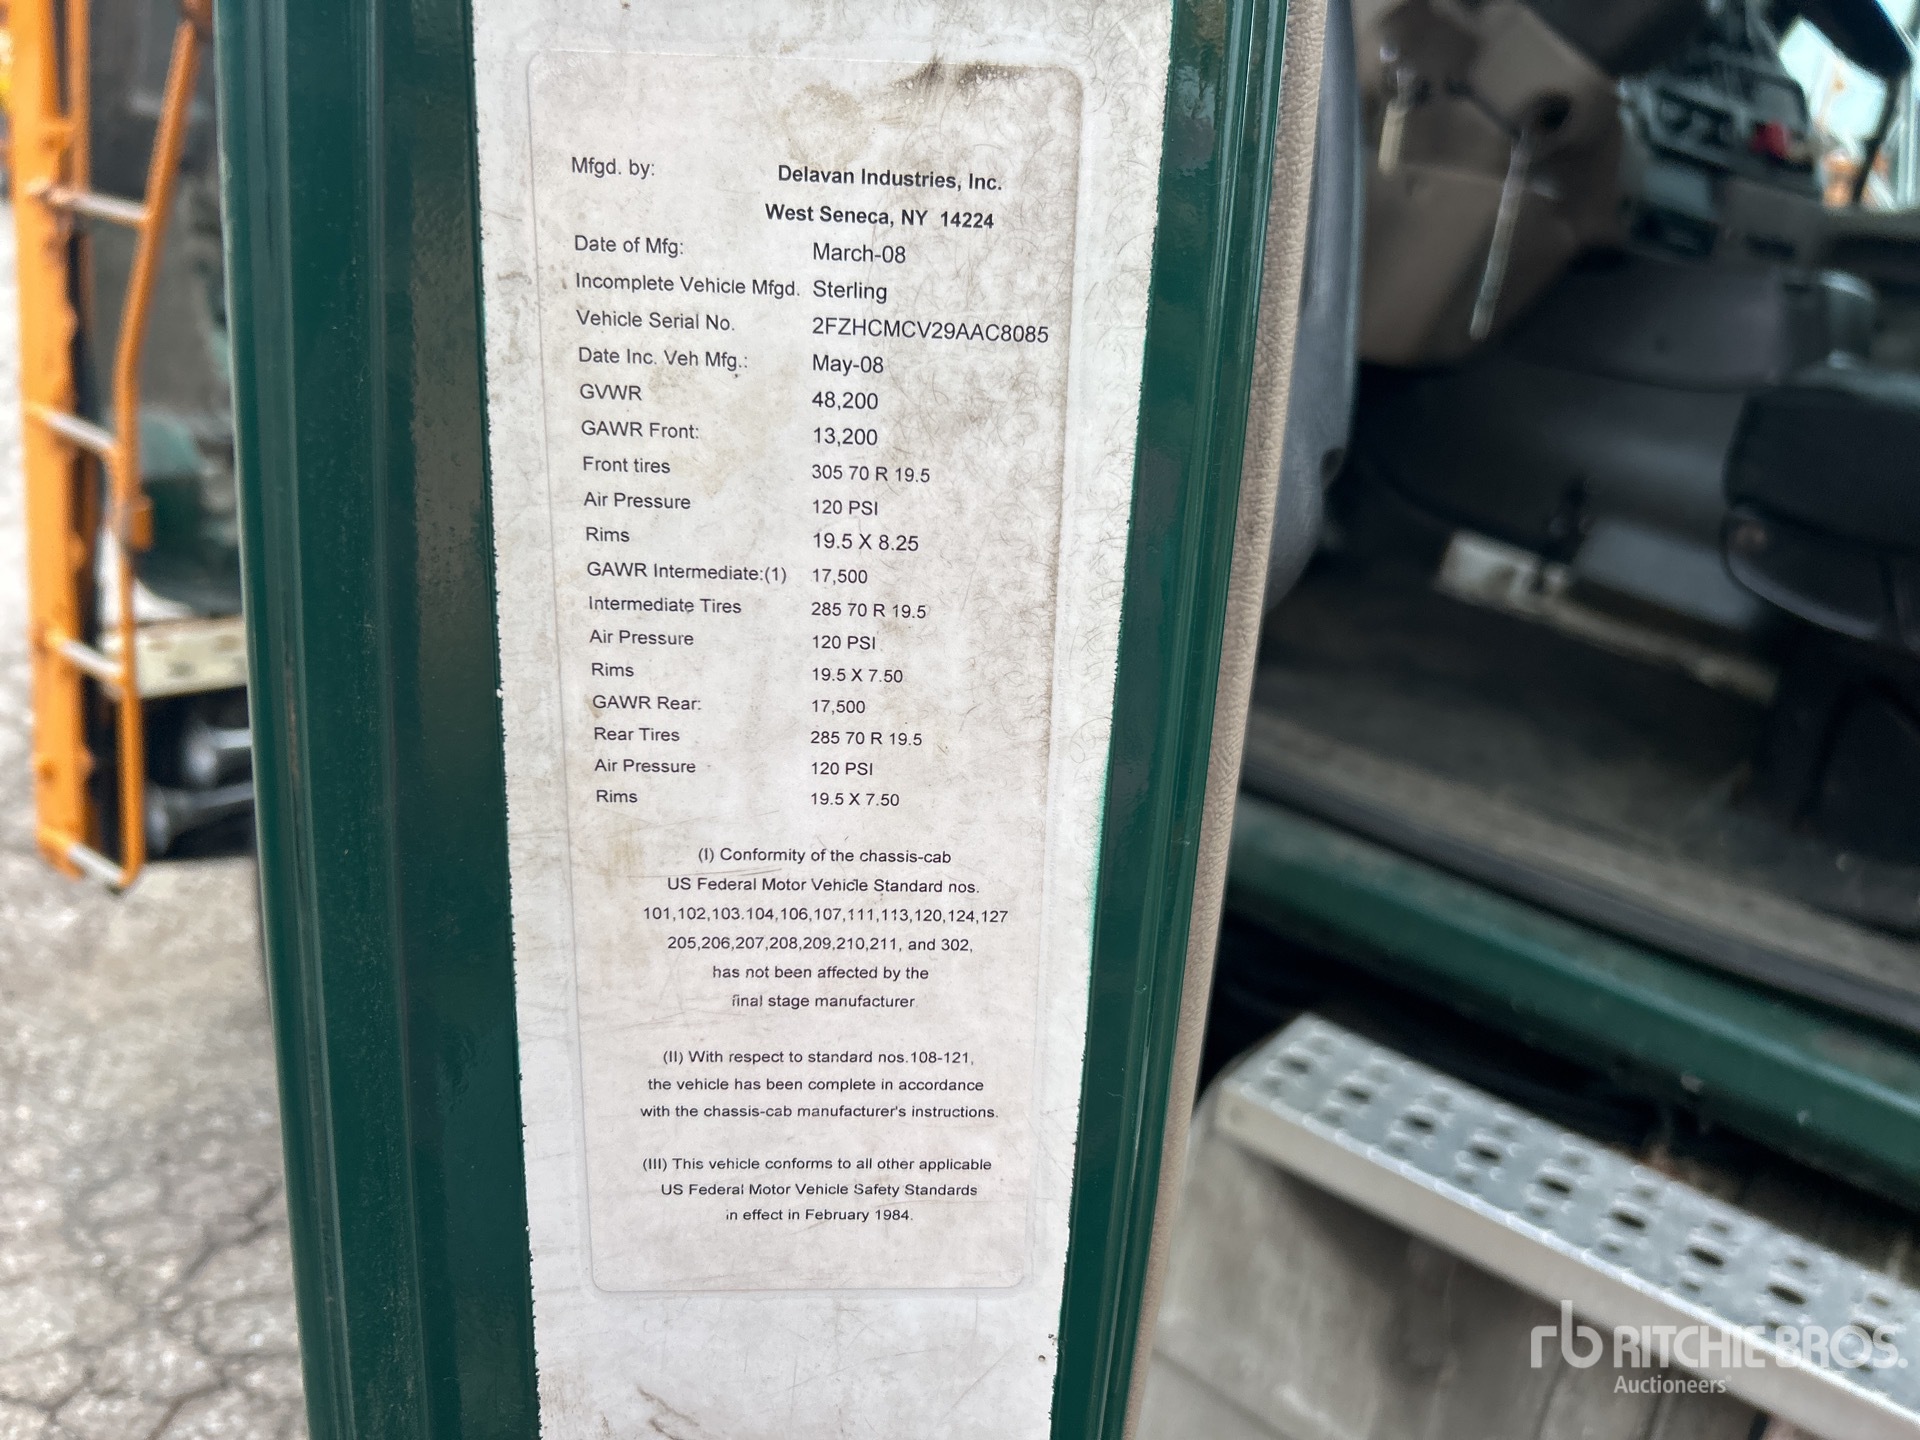 Mfgd. by: Delavan Industries, Inc.
West Seneca, NY 14224
Date of Mfg: March-08
Incomplete Vehicle Mfgd. Sterling
Vehicle Serial No. 2FZHCMCV29AAC8085
Date Inc. Veh Mfg.: May-08
GVWR 48,200
GAWR Front: 13,200
Front tires 305 70 R 19.5
Air Pressure 120 PSI
Rims 19.5 X 8.25
GAWR Intermediate:(1) 17,500
Intermediate Tires 285 70 R 19.5
Air Pressure 120 PSI
Rims 19.5 X 7.50
GAWR Rear: 17,500
Rear Tires 285 70 R 19.5
Air Pressure 120 PSI
Rims 19.5 X 7.50
(I) Conformity of the chassis-cab
US Federal Motor Vehicle Standard nos.
101,102,103.104,106,107,111,113,120,124,127
205,206,207,208,209,210,211, and 302,
has not been affected by the
final stage manufacturer
(II) With respect to standard nos.108-121,
the vehicle has been complete in accordance
with the chassis-cab manufacturer's instructions.
(III) This vehicle conforms to all other applicable
US Federal Motor Vehicle Safety Standards
in effect in February 1984.
rb RITCHIE BROS.
Auctioneers